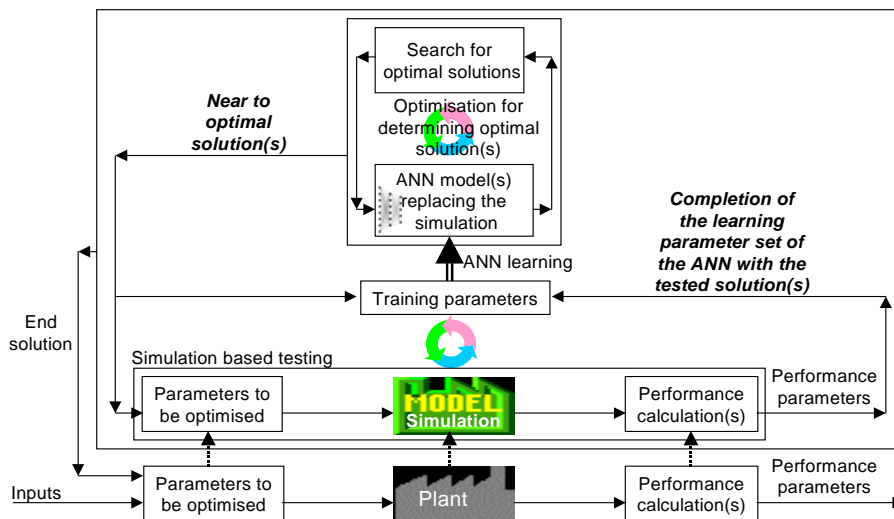 Search for
optimal solutions
Near to
optimal
solution(s)
Optimisation for
determining optimal
solution(s)
ANN model(s)
replacing the
simulation
Completion of
the learning
parameter set of
the ANN with the
tested solution(s)
ANN learning
Training parameters
End
solution
Simulation based testing
Parameters to
be optimised
MODEL
Simulation
Performance
calculation(s)
Performance
parameters
Inputs
Parameters to
be optimised
Plant
Performance
calculation(s)
Performance
parameters